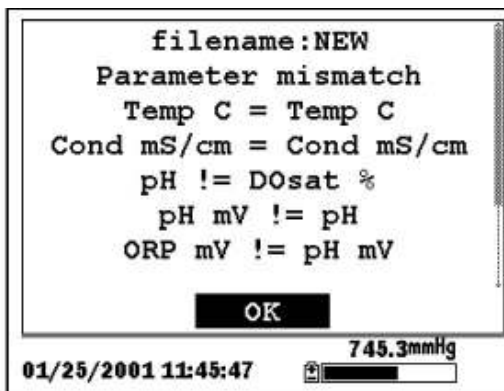 filename:NEW
Parameter mismatch
Temp C = Temp C
Cond mS/cm = Cond mS/cm
pH != DOsat %
pH mV != pH
ORP mV != pH mV
OK
745.3mmHg
01/25/2001 11:45:47